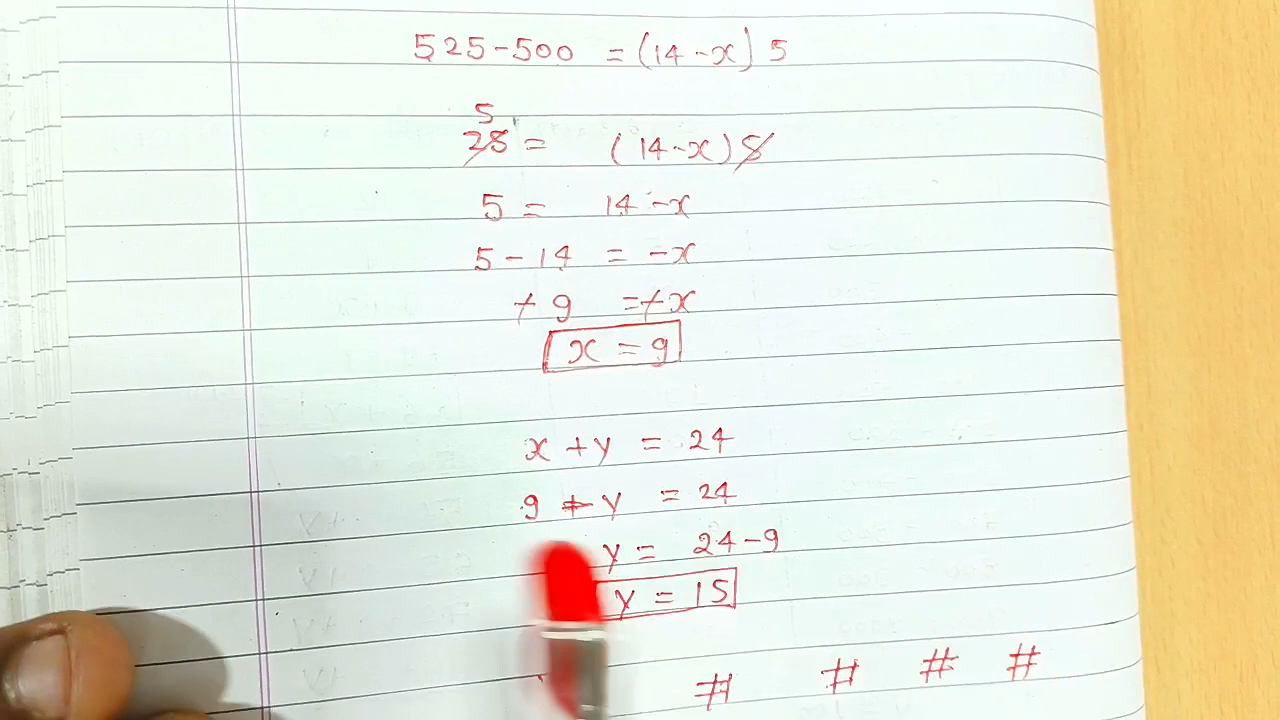 525-500 = (14-x) 5
5
25 = (14-x) 5
5 = 14-x
5-14 = -x
+9 = +x
x = 9
x+y = 24
9+y = 24
y = 24-9
y = 15
# # # #